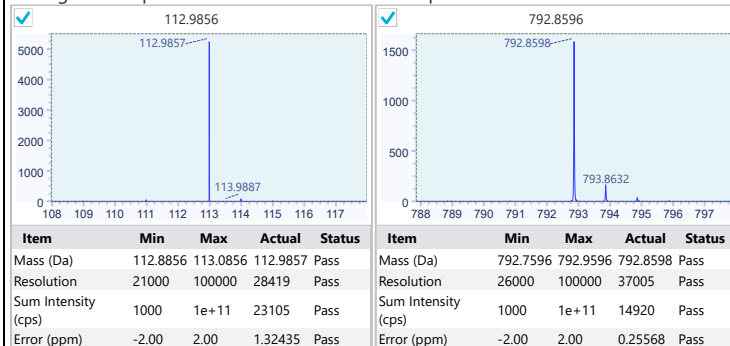 112.9856
112.9857
5000
4000
3000
2000
1000
0
113.9887
108 109 110 111 112 113 114 115 116 117
Item Min Max Actual Status
Mass (Da) 112.8856 113.0856 112.9857 Pass
Resolution 21000 100000 28419 Pass
Sum Intensity
(cps) 1000 1e+11 23105 Pass
Error (ppm) -2.00 2.00 1.32435 Pass
792.8596
792.8598
1500
1000
500
0
793.8632
788 789 790 791 792 793 794 795 796 797
Item Min Max Actual Status
Mass (Da) 792.7596 792.9596 792.8598 Pass
Resolution 26000 100000 37005 Pass
Sum Intensity
(cps) 1000 1e+11 14920 Pass
Error (ppm) -2.00 2.00 0.25568 Pass